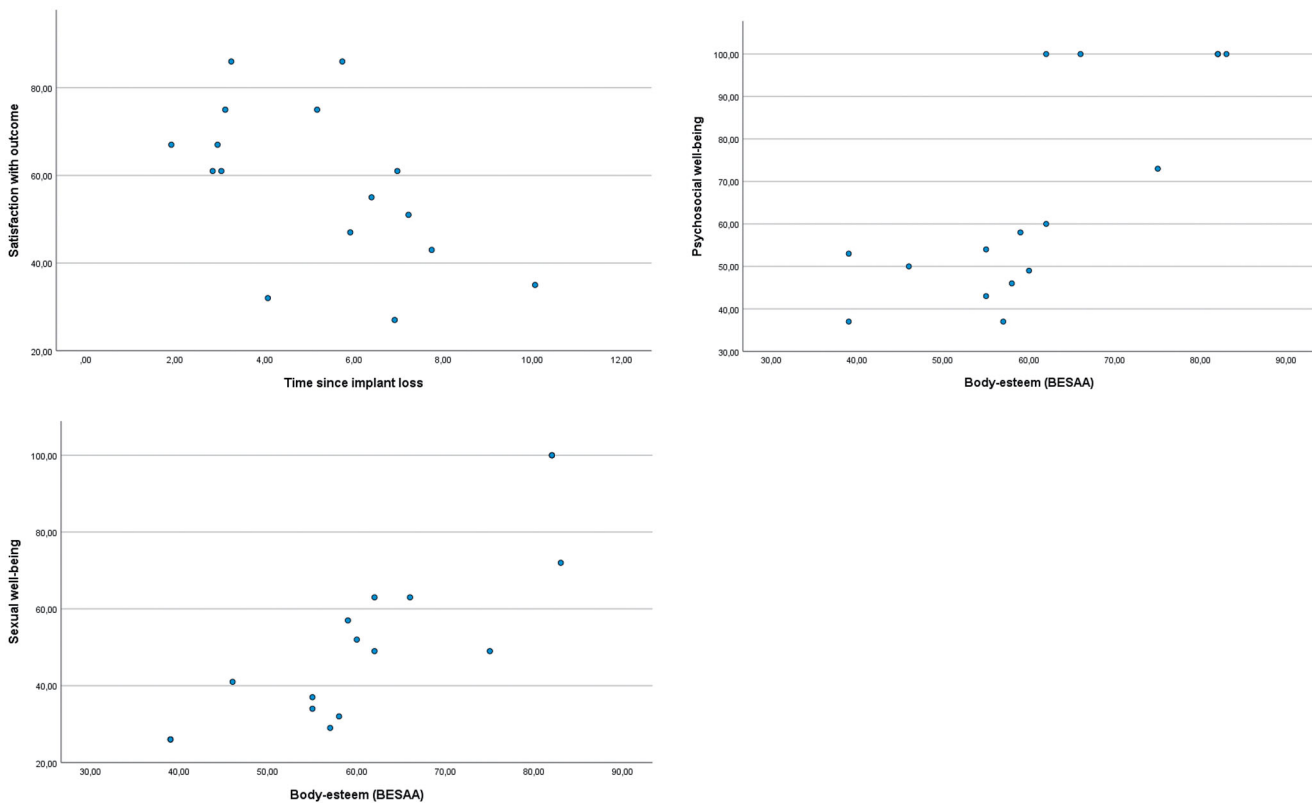 80,00
60,00
40,00
20,00
Satisfaction with outcome
,00 2,00 4,00 6,00 8,00 10,00 12,00
Time since implant loss
100,00
90,00
80,00
70,00
60,00
50,00
40,00
30,00
Psychosocial well-being
30,00 40,00 50,00 60,00 70,00 80,00 90,00
Body-esteem (BESAA)
100,00
80,00
60,00
40,00
20,00
Sexual well-being
30,00 40,00 50,00 60,00 70,00 80,00 90,00
Body-esteem (BESAA)